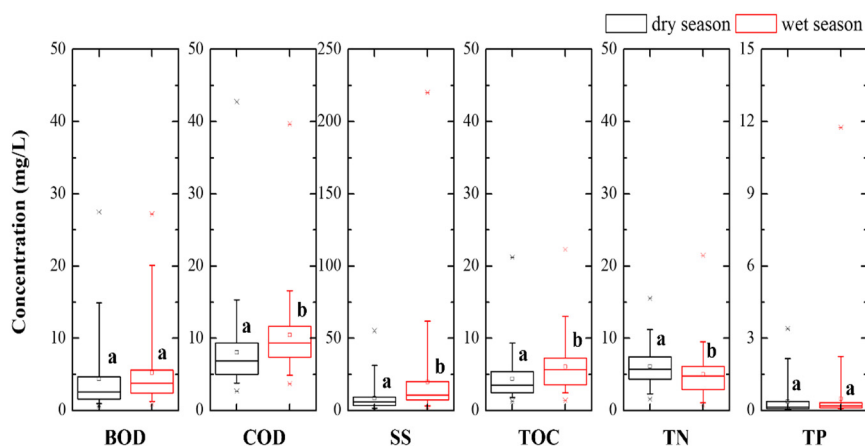 dry season wet season
50 50 250 50 50 15
40 40 200 40 40 12
30 30 150 30 30 9
20 20 100 20 20 6
10 10 50 10 10 3
0 0 0 0 0 0
a a a b a b a b a b a a
BOD COD SS TOC TN TP
Concentration (mg/L)